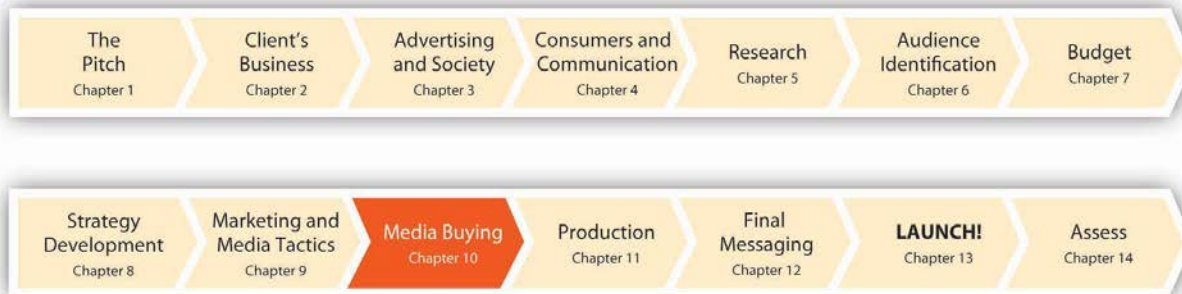 The
Pitch
Chapter 1
Client's
Business
Chapter 2
Advertising
and Society
Chapter 3
Consumers and
Communication
Chapter 4
Research
Chapter 5
Audience
Identification
Chapter 6
Budget
Chapter 7
Strategy
Development
Chapter 8
Marketing and
Media Tactics
Chapter 9
Media Buying
Chapter 10
Production
Chapter 11
Final
Messaging
Chapter 12
LAUNCH!
Chapter 13
Assess
Chapter 14